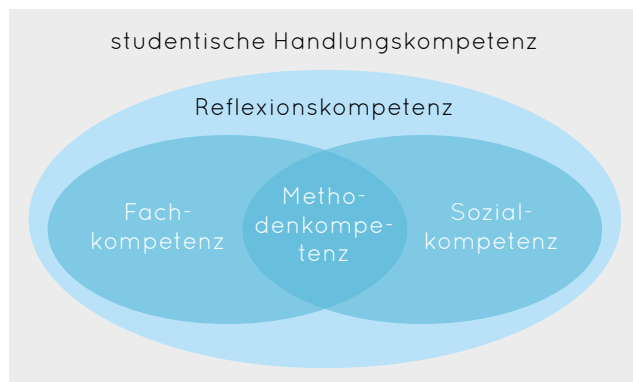 studentische Handlungskompetenz
Reflexionskompetenz
Fach-
kompetenz
Metho-
denkompe-
tenz
Sozial-
kompetenz